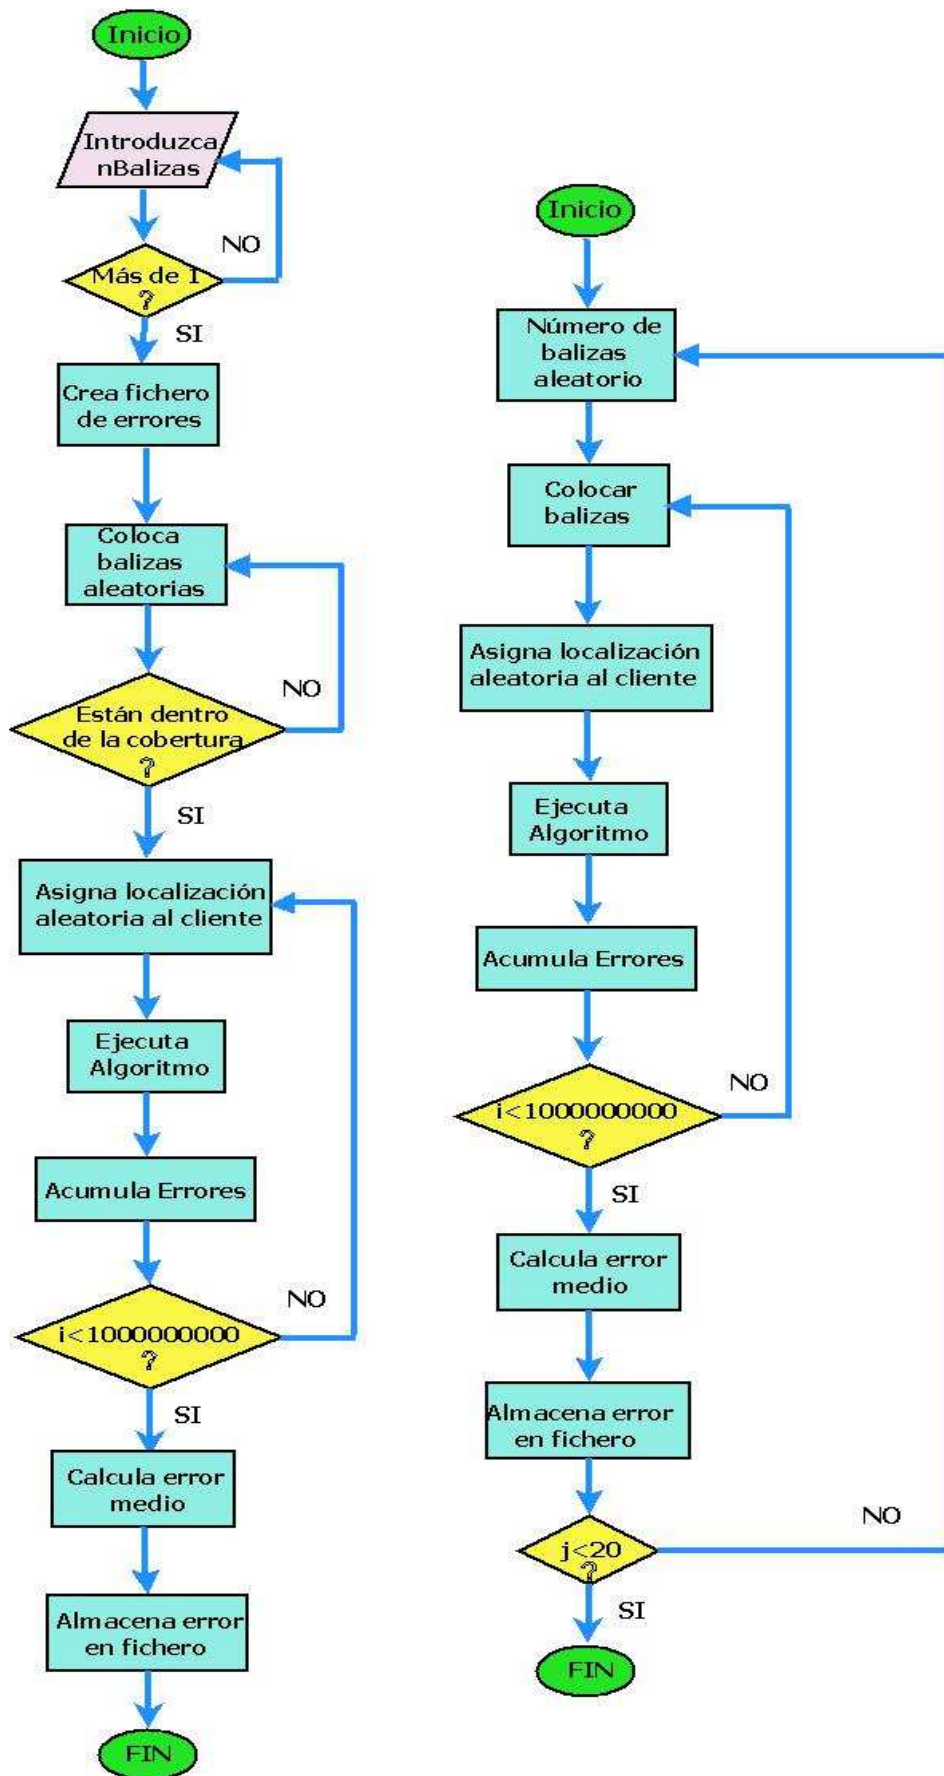 Inicio
Introduzca
nBalizas
NO
Más de 1
?
SI
Crea fichero
de errores
Coloca
balizas
aleatorias
NO
Están dentro
de la cobertura
?
SI
Asigna localización
aleatoria al cliente
Ejecuta
Algoritmo
Acumula Errores
NO
i<1000000000
?
SI
Calcula error
medio
Almacena error
en fichero
FIN
Inicio
Número de
balizas
aleatorio
Colocar
balizas
Asigna localización
aleatoria al cliente
Ejecuta
Algoritmo
Acumula Errores
NO
i<1000000000
?
SI
Calcula error
medio
Almacena error
en fichero
NO
j<20
?
SI
FIN